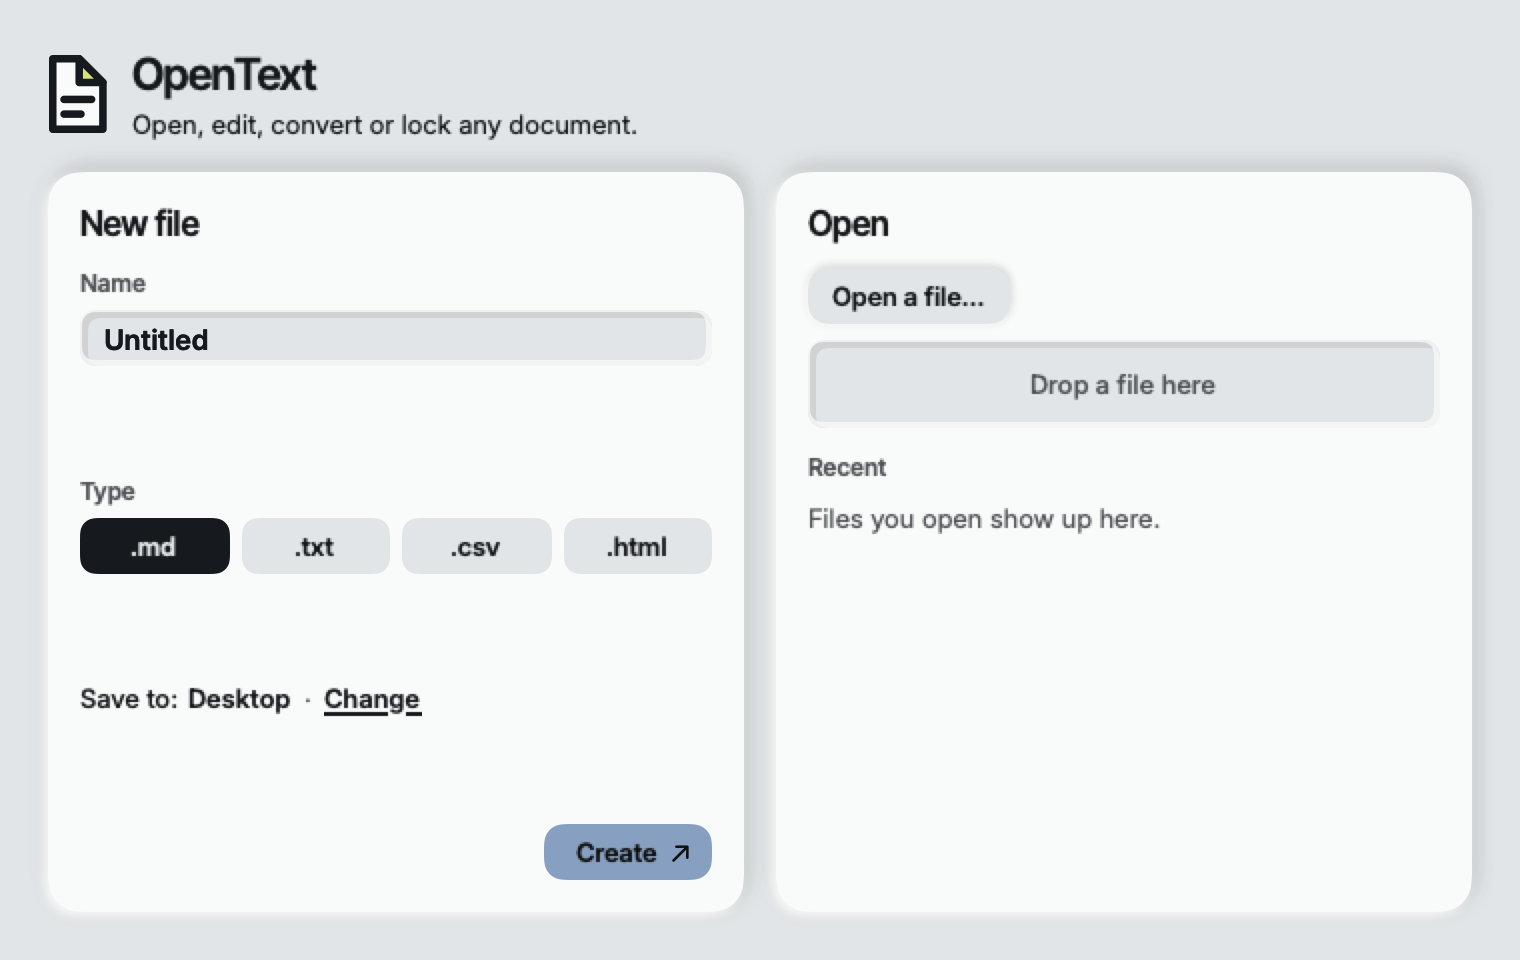 OpenText
Open, edit, convert or lock any document.
New file
Name
Untitled
Type
.md .txt .csv .html
Save to: Desktop · Change
Create
Open
Open a file...
Drop a file here
Recent
Files you open show up here.